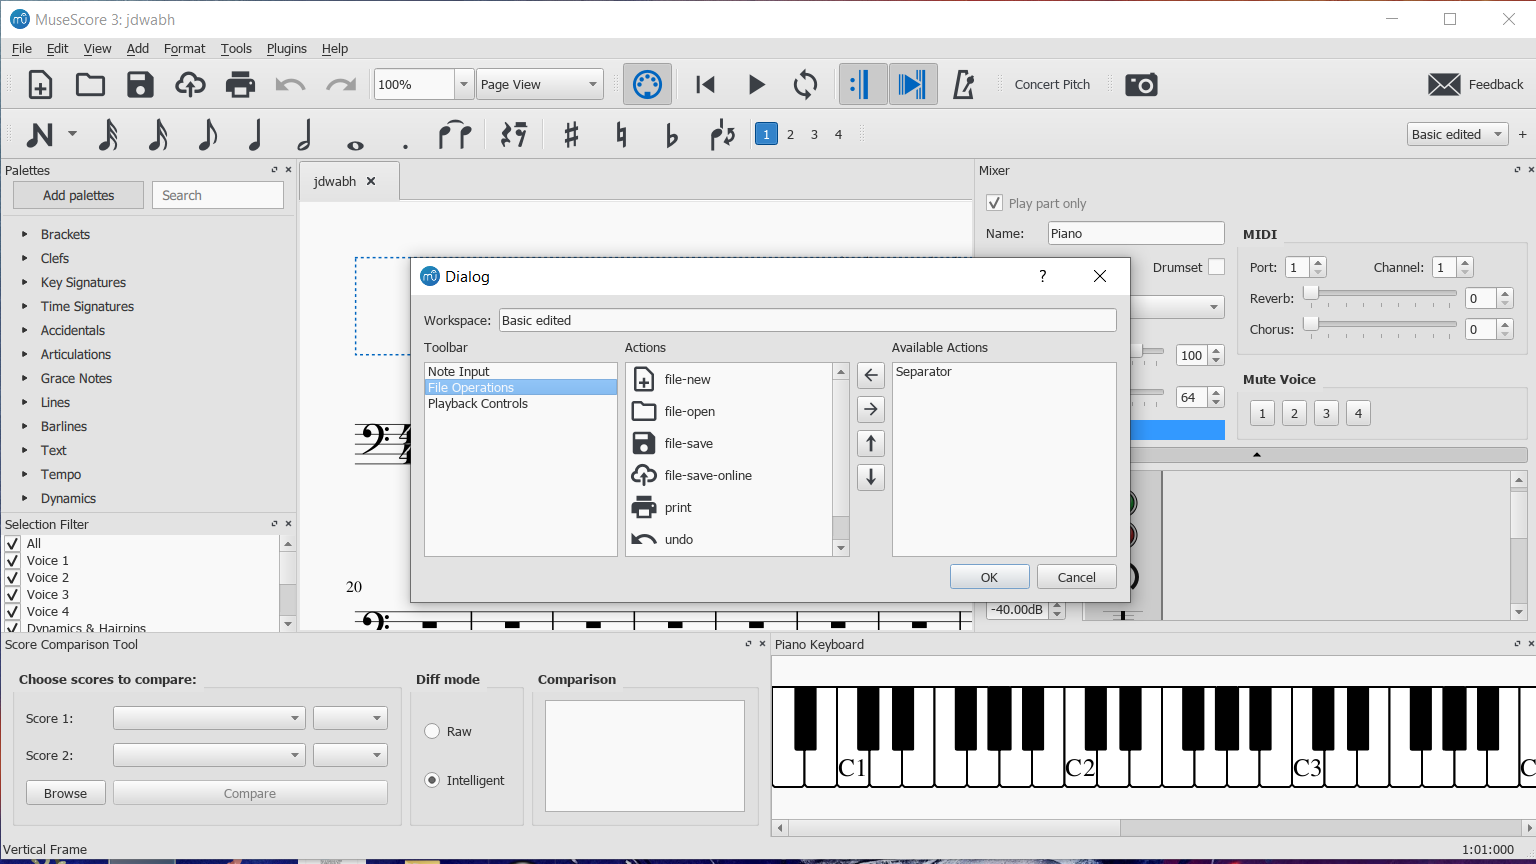 MuseScore 3: jdwabh
File Edit View Add Format Tools Plugins Help
100% Page View Concert Pitch Feedback
1 2 3 4 Basic edited +
Palettes
Add palettes Search
Brackets
Clefs
Key Signatures
Time Signatures
Accidentals
Articulations
Grace Notes
Lines
Barlines
Text
Tempo
Dynamics
Selection Filter
All
Voice 1
Voice 2
Voice 3
Voice 4
Dynamics & Hairpins
jdwabh
20
Dialog ?
Workspace: Basic edited
Toolbar
Note Input
File Operations
Playback Controls
Actions
file-new
file-open
file-save
file-save-online
print
undo
Available Actions
Separator
OK Cancel
Mixer
Play part only
Name: Piano
Drumset
100
64
-40.00dB
MIDI
Port: 1 Channel: 1
Reverb: 0
Chorus: 0
Mute Voice
1 2 3 4
Score Comparison Tool
Choose scores to compare:
Score 1:
Score 2:
Browse Compare
Diff mode
Raw
Intelligent
Comparison
Piano Keyboard
C1 C2 C3 C
Vertical Frame 1:01:000